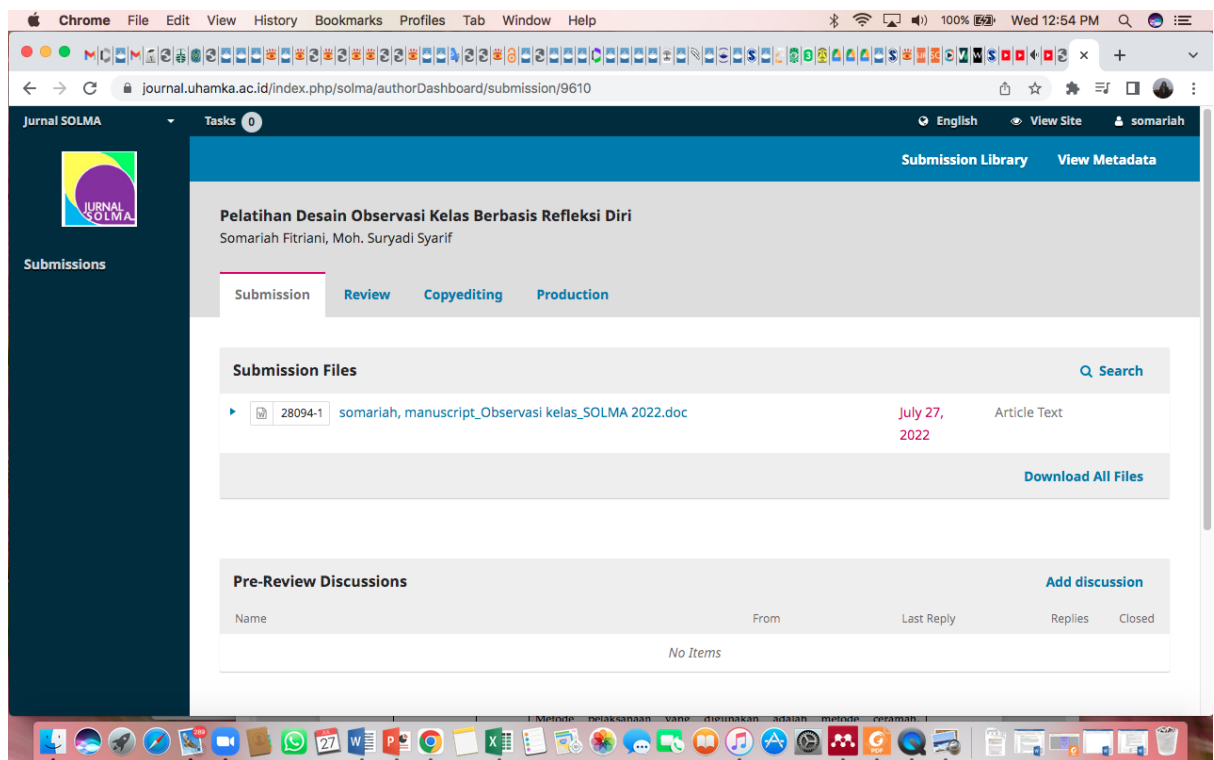 Chrome File Edit View History Bookmarks Profiles Tab Window Help 100% Wed 12:54 PM
journal.uhamka.ac.id/index.php/solma/authorDashboard/submission/9610
Jurnal SOLMA Tasks 0 English View Site somariah
Submission Library View Metadata
JURNAL
SOLMA
Pelatihan Desain Observasi Kelas Berbasis Refleksi Diri
Somariah Fitriani, Moh. Suryadi Syarif
Submissions
Submission Review Copyediting Production
Submission Files Search
28094-1 somariah, manuscript_Observasi kelas_SOLMA 2022.doc July 27, Article Text
2022
Download All Files
Pre-Review Discussions Add discussion
Name From Last Reply Replies Closed
No Items
Metode pelaksanaan yang digunakan adalah metode ceramah,